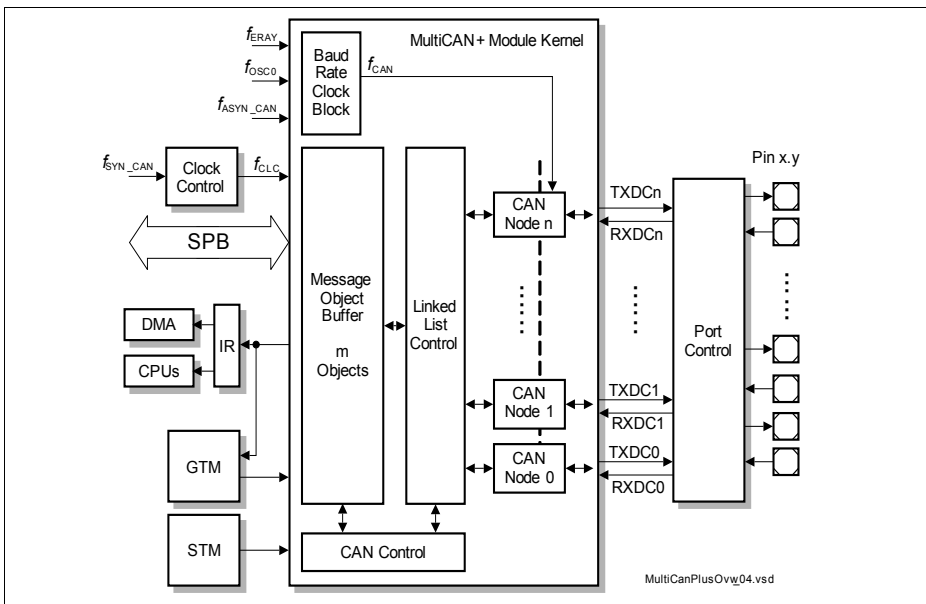 MultiCAN+ Module Kernel
fERAY
fOSC0
fASYN_CAN
Baud
Rate
Clock
Block
fCAN
fSYN_CAN
Clock
Control
fCLC
SPB
DMA
CPUs
IR
GTM
STM
Message
Object
Buffer
m
Objects
Linked
List
Control
CAN Control
CAN
Node n
CAN
Node 1
CAN
Node 0
TXDCn
RXDCn
TXDC1
RXDC1
TXDC0
RXDC0
Port
Control
Pin x.y
MultiCanPlusOvw_04.vsd